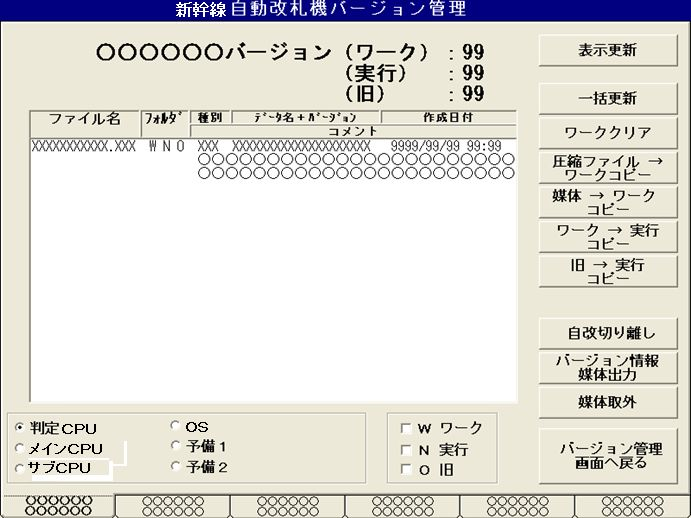 新幹線自動改札機バージョン管理
○○○○○○バージョン（ワーク）：99
（実行）：99
（旧）：99
ファイル名 フォルダ 種別 データ名＋バージョン 作成日付
コメント
XXXXXXXXXXX.XXX W N O XXX XXXXXXXXXXXXXXXXXXXX 9999/99/99 99:99
○○○○○○○○○○○○○○○○○○○○○○○○
○○○○○○○○○○○○○○○○○○○○○○○○
表示更新
一括更新
ワーククリア
圧縮ファイル →
ワークコピー
媒体 → ワーク
コピー
ワーク → 実行
コピー
旧 → 実行
コピー
自改切り離し
バージョン情報
媒体出力
媒体取外
バージョン管理
画面へ戻る
判定CPU
メインCPU
サブCPU
OS
予備１
予備２
W ワーク
N 実行
O 旧
○○○○○○ ○○○○○○ ○○○○○○ ○○○○○○ ○○○○○○ ○○○○○○
○○○○○○ ○○○○○○ ○○○○○○ ○○○○○○ ○○○○○○ ○○○○○○